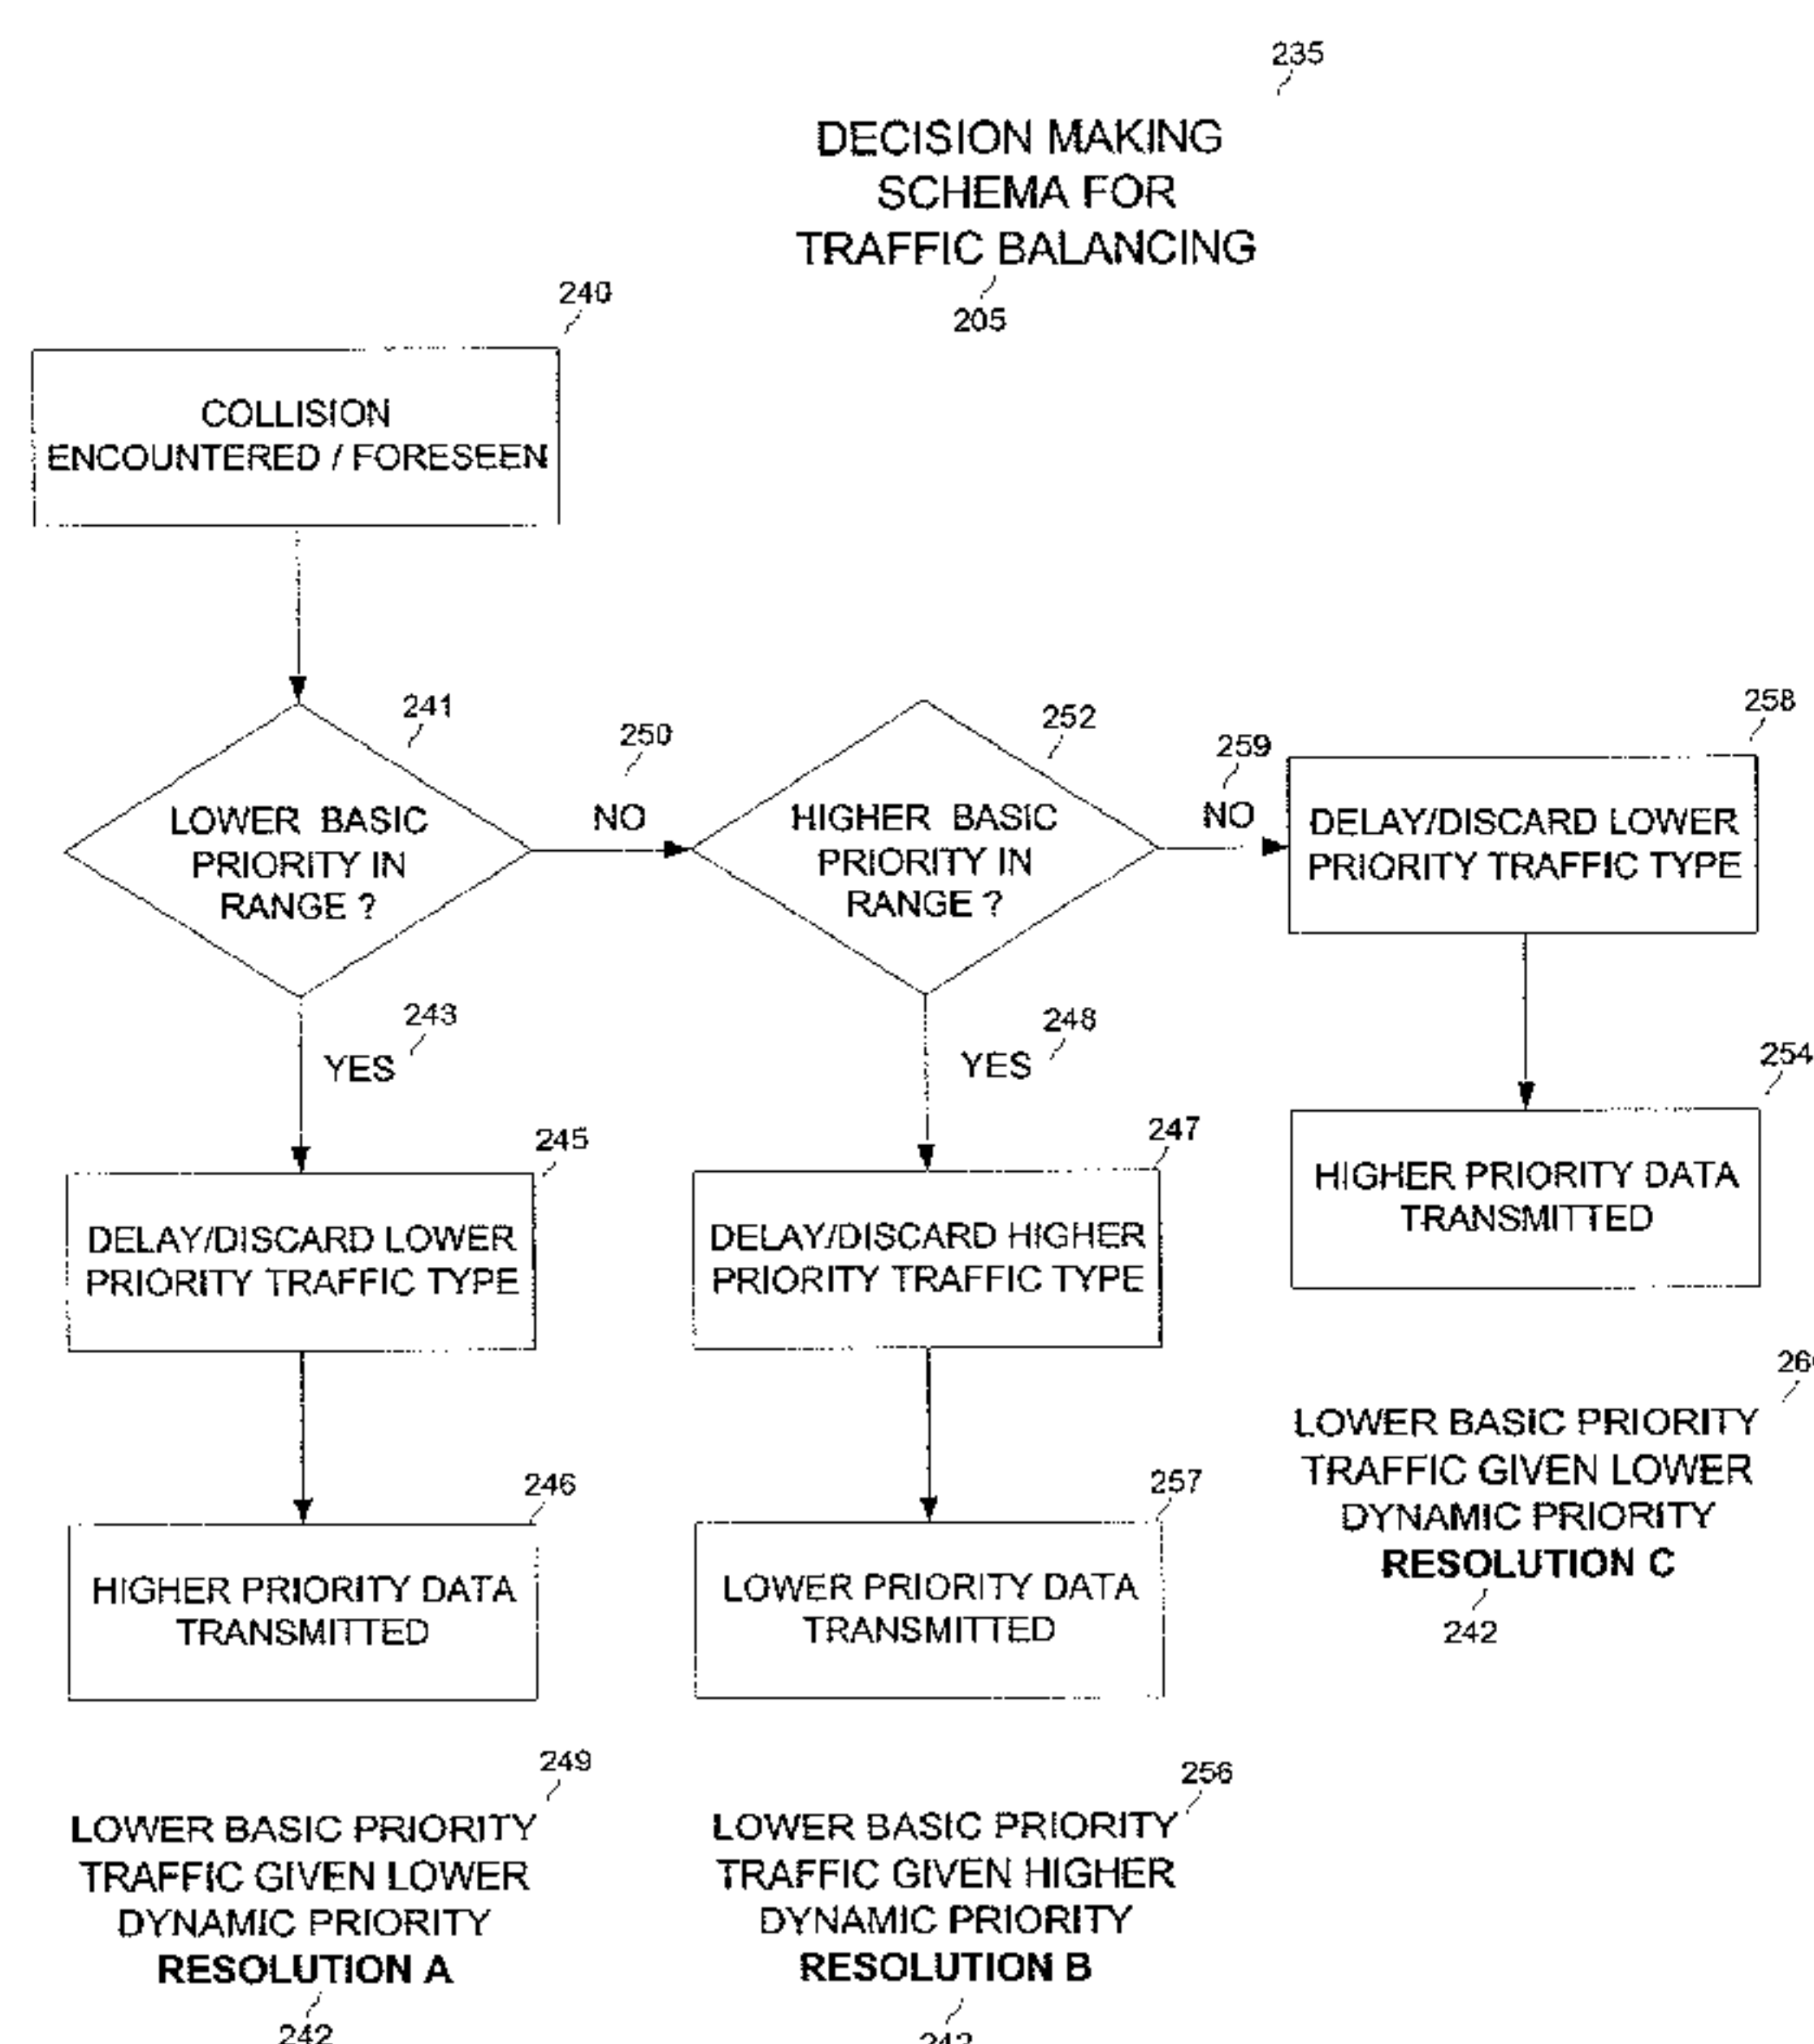 235
DECISION MAKING
SCHEMA FOR
TRAFFIC BALANCING
205
240
COLLISION
ENCOUNTERED / FORESEEN
241
LOWER BASIC
PRIORITY IN
RANGE ?
250
NO
252
HIGHER BASIC
PRIORITY IN
RANGE ?
259
NO
258
DELAY/DISCARD LOWER
PRIORITY TRAFFIC TYPE
243
YES
248
YES
254
HIGHER PRIORITY DATA
TRANSMITTED
245
DELAY/DISCARD LOWER
PRIORITY TRAFFIC TYPE
247
DELAY/DISCARD HIGHER
PRIORITY TRAFFIC TYPE
LOWER BASIC PRIORITY
TRAFFIC GIVEN LOWER
DYNAMIC PRIORITY
RESOLUTION C
242
246
HIGHER PRIORITY DATA
TRANSMITTED
257
LOWER PRIORITY DATA
TRANSMITTED
249
LOWER BASIC PRIORITY
TRAFFIC GIVEN LOWER
DYNAMIC PRIORITY
RESOLUTION A
242
256
LOWER BASIC PRIORITY
TRAFFIC GIVEN HIGHER
DYNAMIC PRIORITY
RESOLUTION B
242